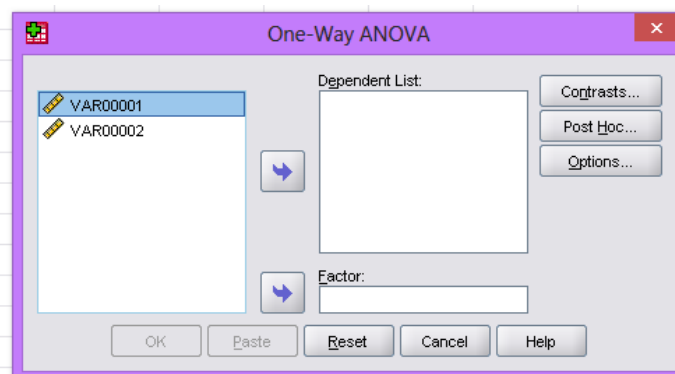 One-Way ANOVA
×
VAR00001
VAR00002
Dependent List:
Contrasts...
Post Hoc...
Options...
Factor:
OK
Paste
Reset
Cancel
Help